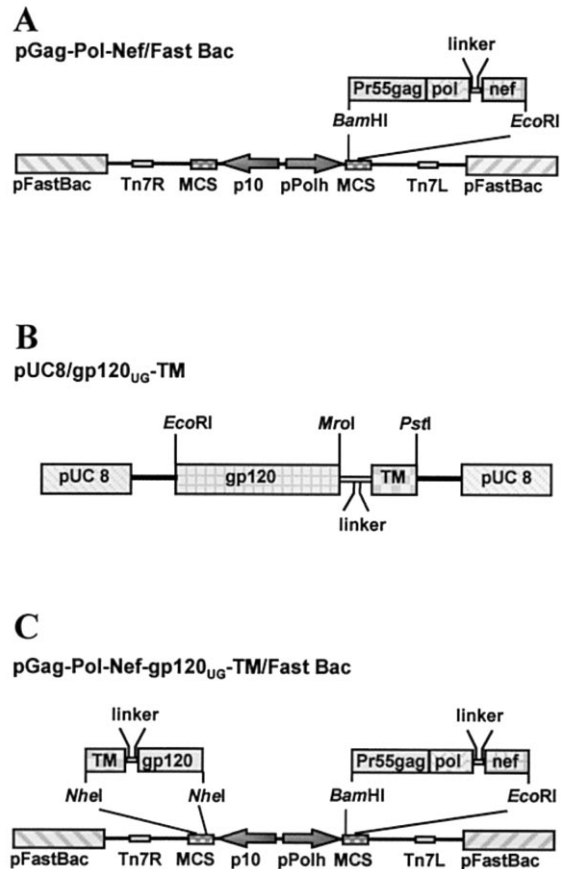 A
pGag-Pol-Nef/Fast Bac
linker
Pr55gag pol nef
BamHI EcoRI
pFastBac Tn7R MCS p10 pPolh MCS Tn7L pFastBac
B
pUC8/gp120UG-TM
EcoRI MroI PstI
pUC 8 gp120 TM pUC 8
linker
C
pGag-Pol-Nef-gp120UG-TM/Fast Bac
linker linker
TM gp120 Pr55gag pol nef
NheI NheI BamHI EcoRI
pFastBac Tn7R MCS p10 pPolh MCS Tn7L pFastBac